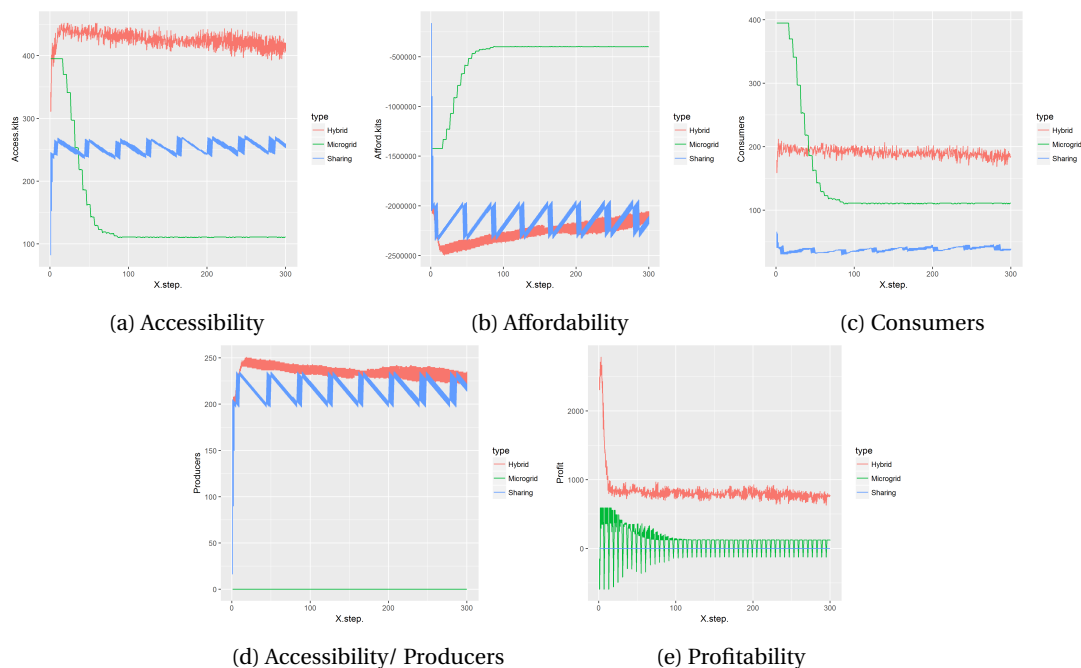 400
300
200
100
Access.kits
0
100
200
300
X.step.
type
Hybrid
Microgrid
Sharing
(a) Accessibility
-500000
-1000000
-1500000
-2000000
-2500000
Afford.kits
0
100
200
300
X.step.
type
Hybrid
Microgrid
Sharing
(b) Affordability
400
300
200
100
Consumers
0
100
200
300
X.step.
type
Hybrid
Microgrid
Sharing
(c) Consumers
250
200
150
100
50
0
Producers
0
100
200
300
X.step.
type
Hybrid
Microgrid
Sharing
(d) Accessibility/ Producers
2000
1000
0
Profit
0
100
200
300
X.step.
type
Hybrid
Microgrid
Sharing
(e) Profitability